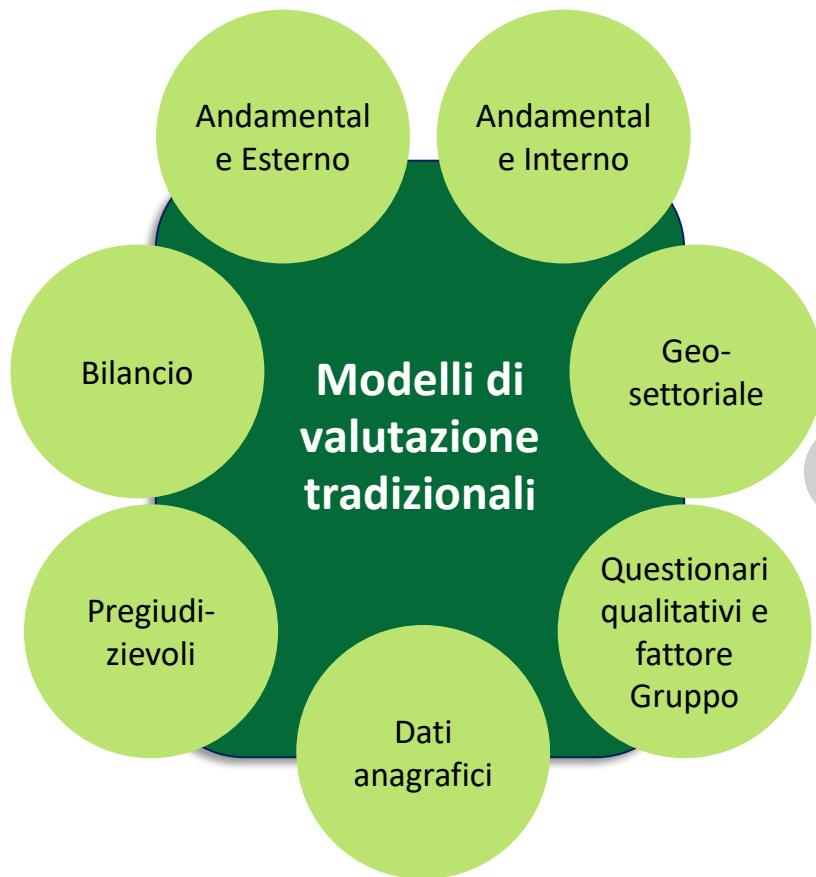 Andamental
e Esterno
Andamental
e Interno
Bilancio
Modelli di
valutazione
tradizionali
Geo-
settoriale
Pregiudi-
zievoli
Questionari
qualitativi e
fattore
Gruppo
Dati
anagrafici